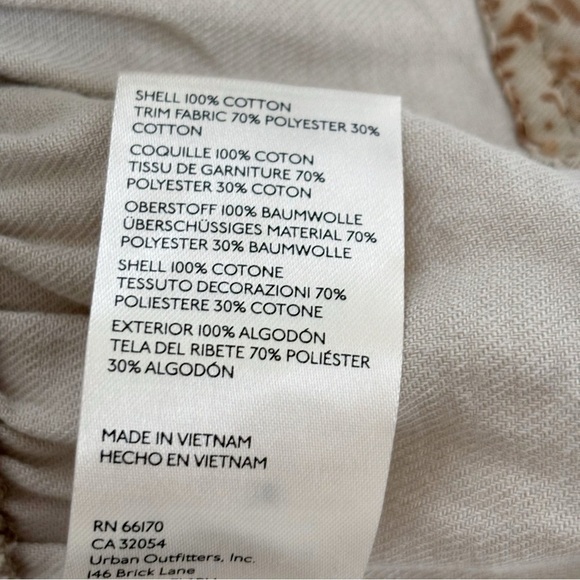 SHELL 100% COTTON
TRIM FABRIC 70% POLYESTER 30%
COTTON
COQUILLE 100% COTON
TISSU DE GARNITURE 70%
POLYESTER 30% COTON
OBERSTOFF 100% BAUMWOLLE
ÜBERSCHÜSSIGES MATERIAL 70%
POLYESTER 30% BAUMWOLLE
SHELL 100% COTONE
TESSUTO DECORAZIONI 70%
POLIESTERE 30% COTONE
EXTERIOR 100% ALGODÓN
TELA DEL RIBETE 70% POLIÉSTER
30% ALGODÓN
MADE IN VIETNAM
HECHO EN VIETNAM
RN 66170
CA 32054
Urban Outfitters, Inc.
146 Brick Lane